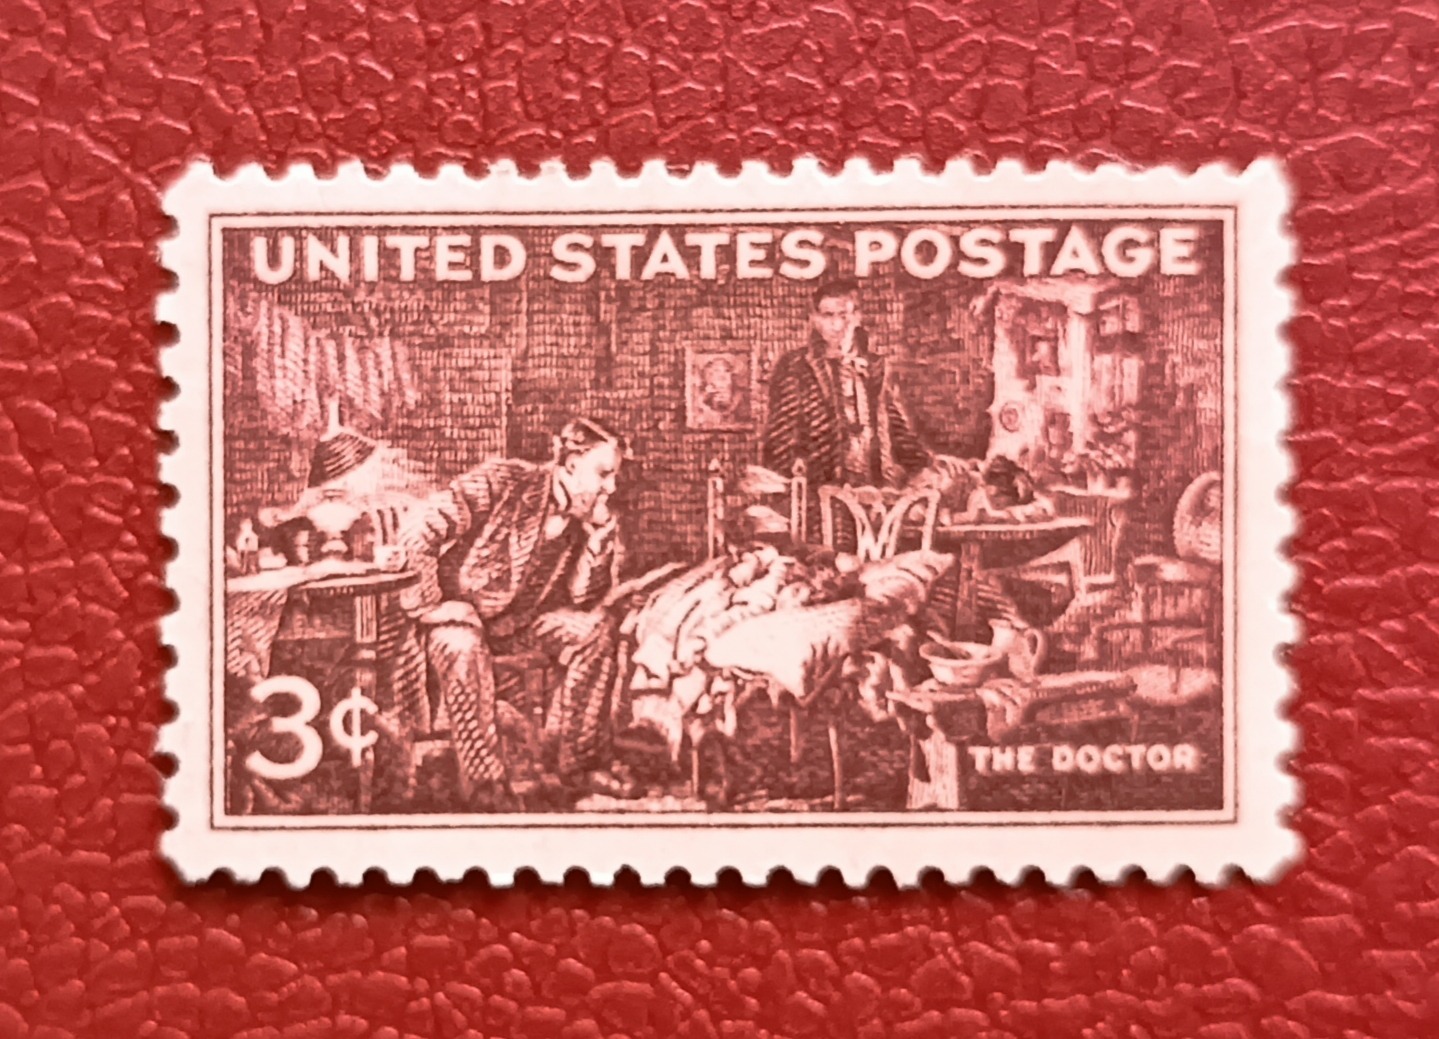 UNITED STATES POSTAGE
3¢
THE DOCTOR